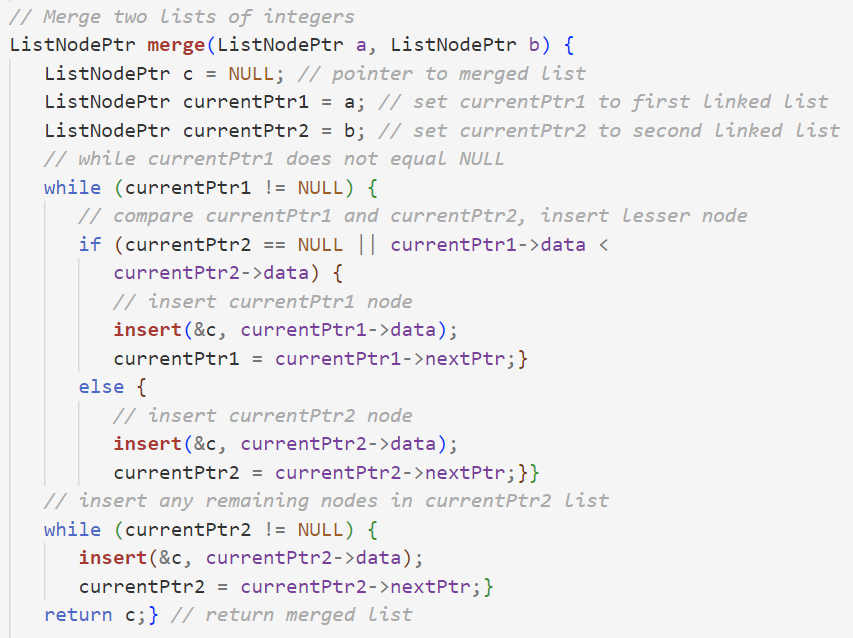 // Merge two lists of integers
ListNodePtr merge(ListNodePtr a, ListNodePtr b) {
ListNodePtr c = NULL; // pointer to merged list
ListNodePtr currentPtr1 = a; // set currentPtr1 to first linked list
ListNodePtr currentPtr2 = b; // set currentPtr2 to second linked list
// while currentPtr1 does not equal NULL
while (currentPtr1 != NULL) {
// compare currentPtr1 and currentPtr2, insert lesser node
if (currentPtr2 == NULL || currentPtr1->data <
currentPtr2->data) {
// insert currentPtr1 node
insert(&c, currentPtr1->data);
currentPtr1 = currentPtr1->nextPtr;}
else {
// insert currentPtr2 node
insert(&c, currentPtr2->data);
currentPtr2 = currentPtr2->nextPtr;}}
// insert any remaining nodes in currentPtr2 list
while (currentPtr2 != NULL) {
insert(&c, currentPtr2->data);
currentPtr2 = currentPtr2->nextPtr;}
return c;} // return merged list